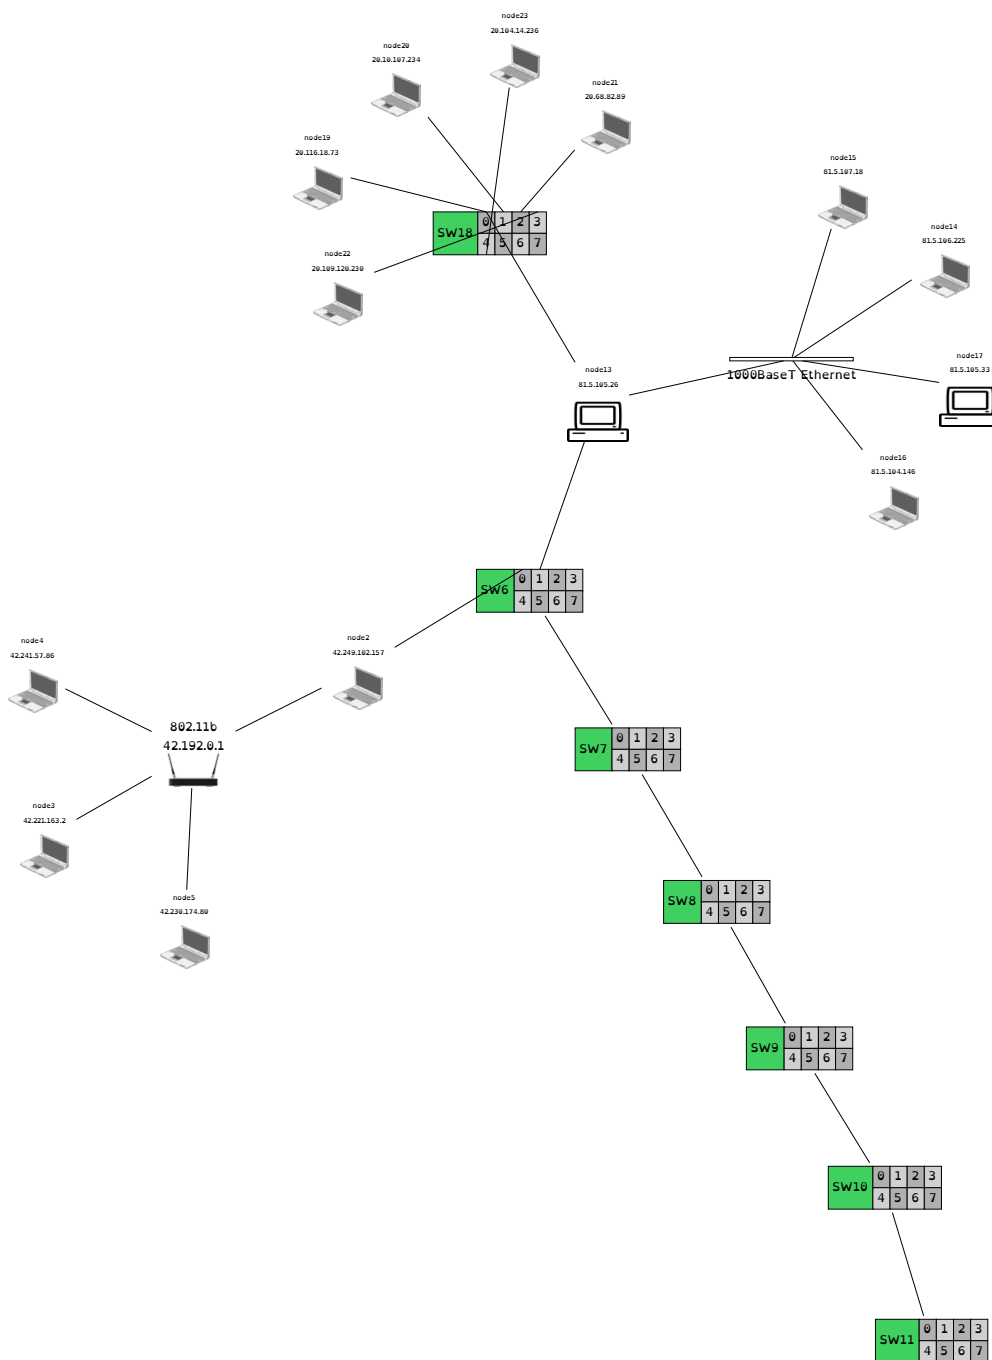 node23
20.104.14.236
node20
20.10.107.234
node21
20.68.82.89
node19
20.116.18.73
node15
81.5.107.18
SW18
0 1 2 3
4 5 6 7
node14
81.5.106.225
node22
20.109.120.230
node17
81.5.105.33
1000BaseT Ethernet
node13
81.5.105.26
node16
81.5.104.146
SW6
0 1 2 3
4 5 6 7
node4
42.241.57.86
node2
42.249.102.157
802.11b
42.192.0.1
SW7
0 1 2 3
4 5 6 7
node3
42.221.163.2
SW8
0 1 2 3
4 5 6 7
node5
42.230.174.80
SW9
0 1 2 3
4 5 6 7
SW10
0 1 2 3
4 5 6 7
SW11
0 1 2 3
4 5 6 7